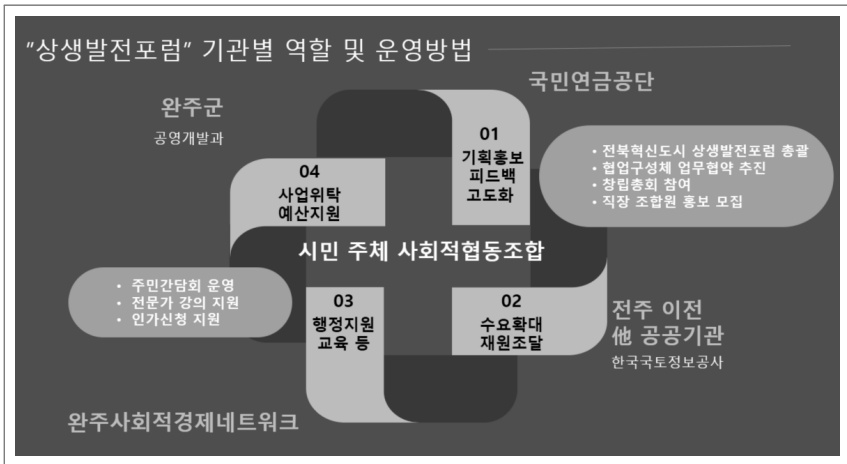 "상생발전포럼" 기관별 역할 및 운영방법
국민연금공단
완주군
공영개발과
01
기획홍보
피드백
고도화
• 전북혁신도시 상생발전포럼 총괄
• 협업구성체 업무협약 추진
• 창립총회 참여
• 직장 조합원 홍보 모집
04
사업위탁
예산지원
시민 주체 사회적협동조합
• 주민간담회 운영
• 전문가 강의 지원
• 인가신청 지원
03
행정지원
교육 등
02
수요확대
재원조달
전주 이전
他 공공기관
한국국토정보공사
완주사회적경제네트워크